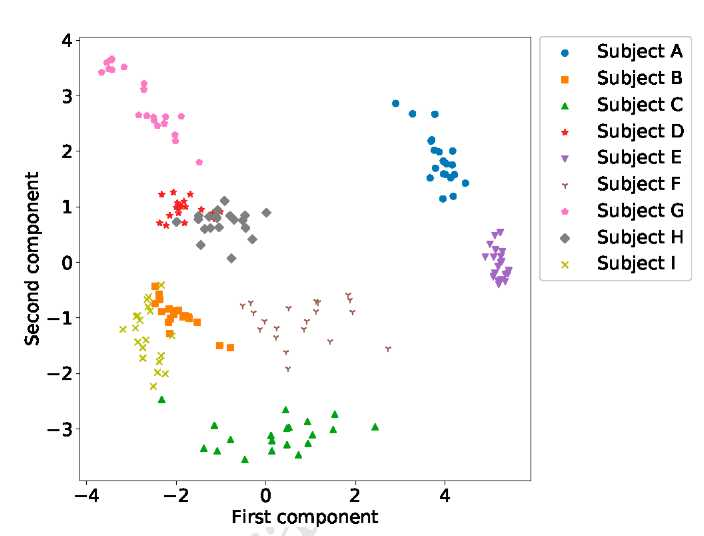 4
3
2
1
0
−1
−2
−3
Second component
−4
−2
0
2
4
First component
Subject A
Subject B
Subject C
Subject D
Subject E
Subject F
Subject G
Subject H
Subject I